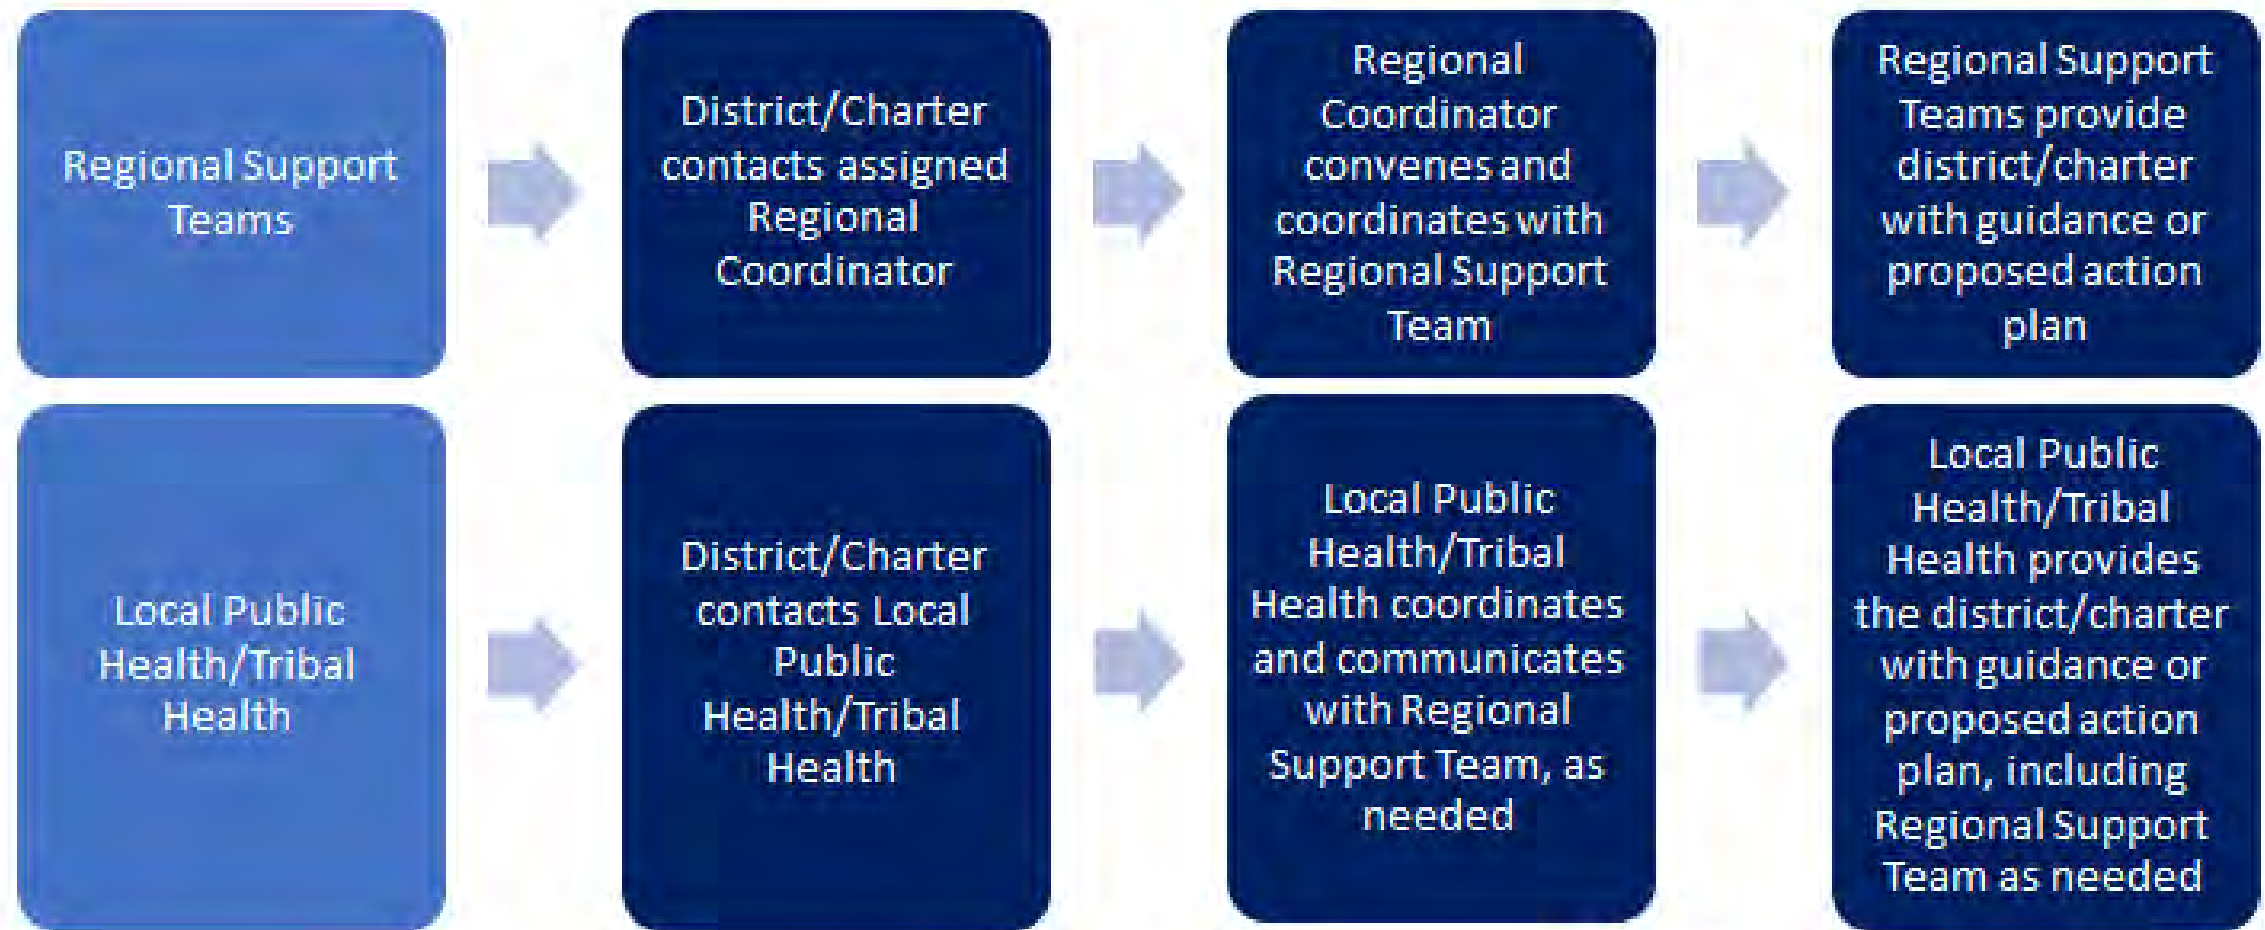 Regional Support
Teams
District/Charter
contacts assigned
Regional
Coordinator
Regional
Coordinator
convenes and
coordinates with
Regional Support
Team
Regional Support
Teams provide
district/charter
with guidance or
proposed action
plan
Local Public
Health/Tribal
Health
District/Charter
contacts Local
Public
Health/Tribal
Health
Local Public
Health/Tribal
Health coordinates
and communicates
with Regional
Support Team, as
needed
Local Public
Health/Tribal
Health provides
the district/charter
with guidance or
proposed action
plan, including
Regional Support
Team as needed